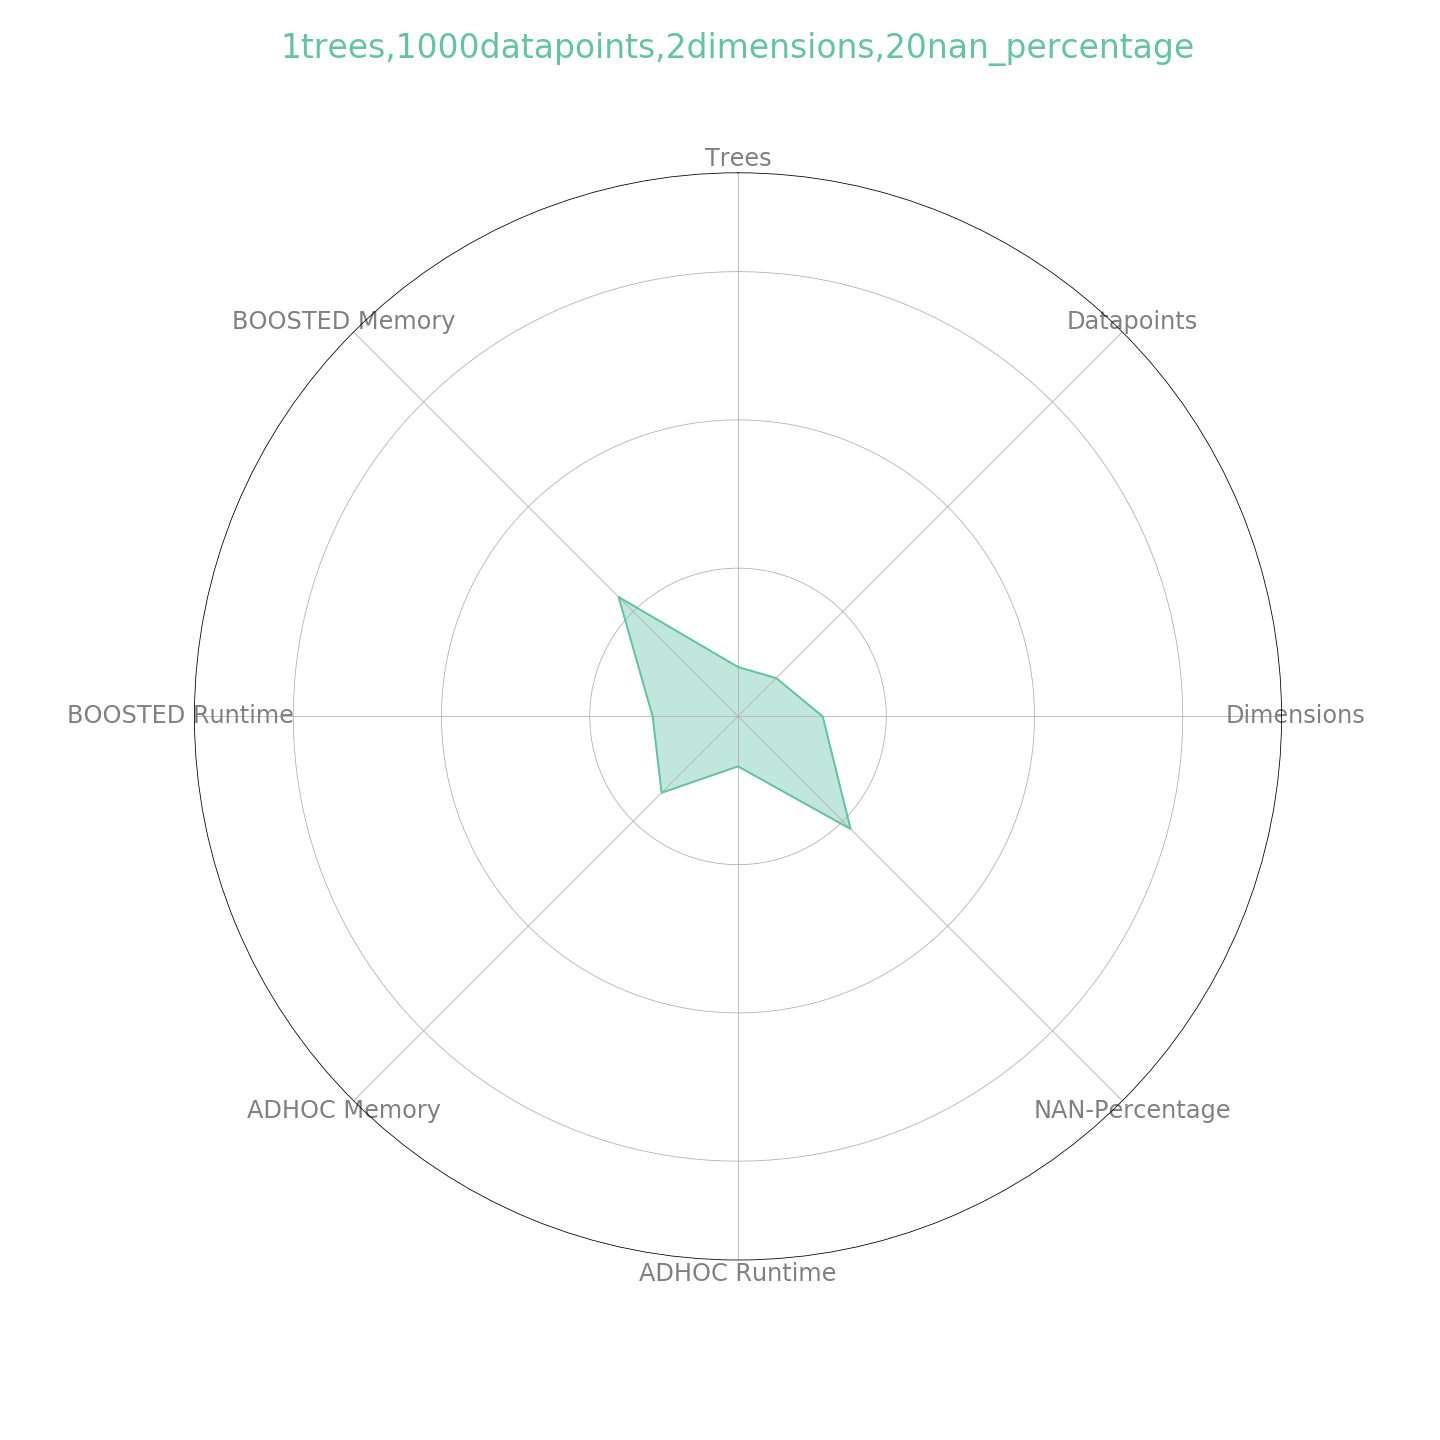 1trees,1000datapoints,2dimensions,20nan_percentage
Trees
BOOSTED Memory
Datapoints
BOOSTED Runtime
Dimensions
ADHOC Memory
NAN-Percentage
ADHOC Runtime